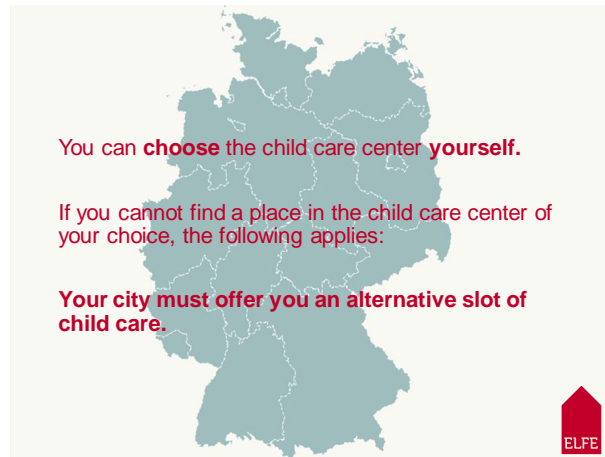 You can choose the child care center yourself.
If you cannot find a place in the child care center of
your choice, the following applies:
Your city must offer you an alternative slot of
child care.
ELFE